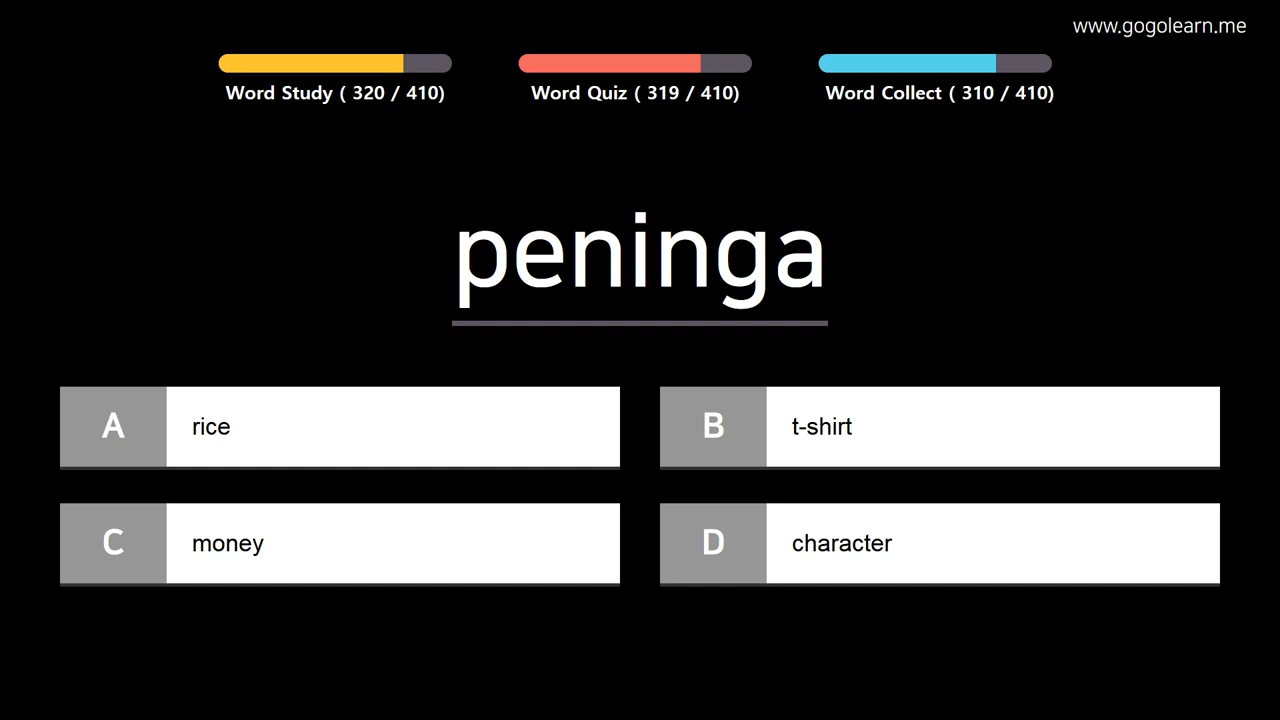 www.gogolearn.me
Word Study ( 320 / 410)
Word Quiz ( 319 / 410)
Word Collect ( 310 / 410)
peninga
A rice
B t-shirt
C money
D character